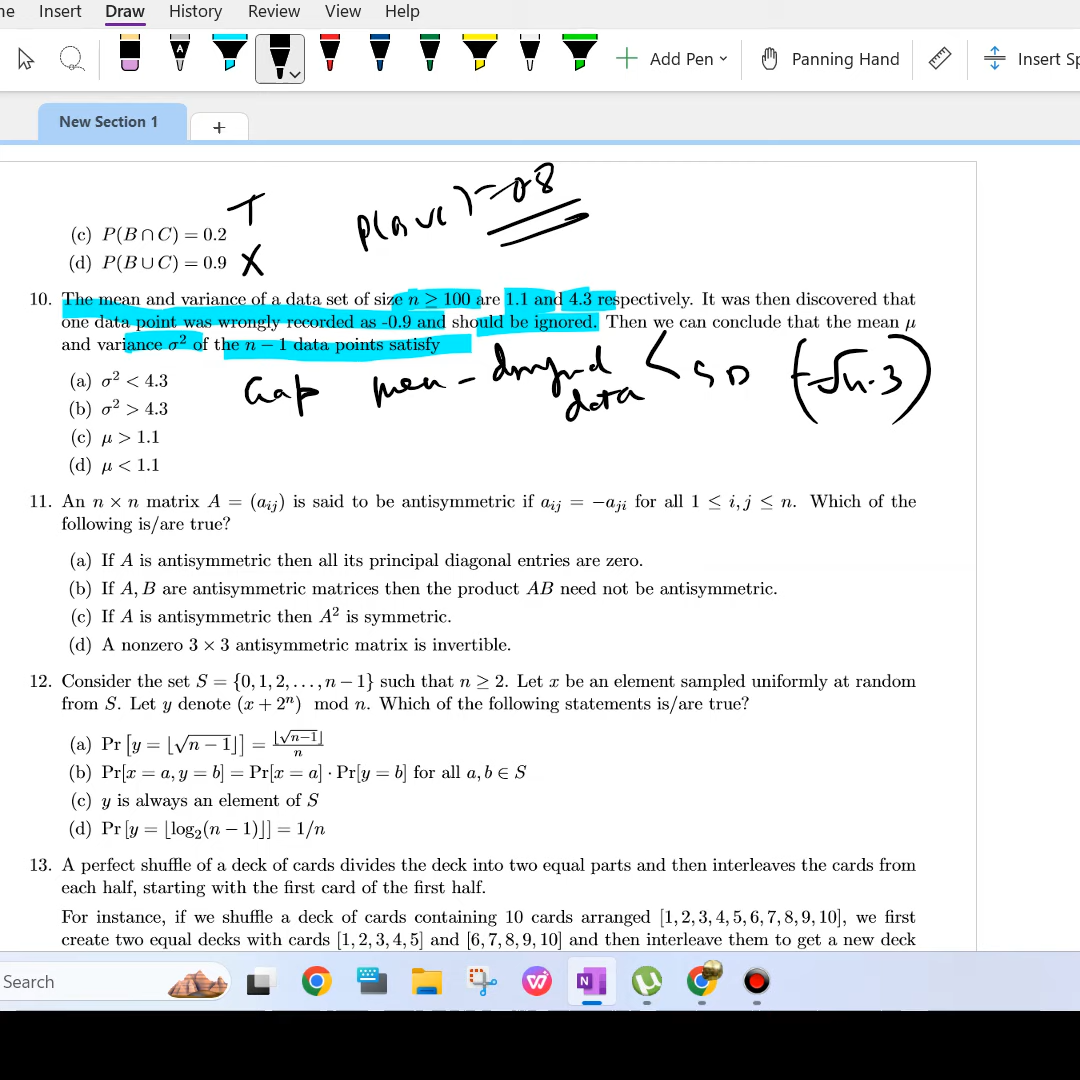 Insert Draw History Review View Help
A Add Pen Panning Hand Insert Sp
New Section 1 +
T P( )=0.8
(c) P(B ∩ C) = 0.2
(d) P(B ∪ C) = 0.9 X
10. The mean and variance of a data set of size n ≥ 100 are 1.1 and 4.3 respectively. It was then discovered that
one data point was wrongly recorded as -0.9 and should be ignored. Then we can conclude that the mean μ
and variance σ² of the n − 1 data points satisfy
Gap mean - data < SD
(a) σ² < 4.3
(b) σ² > 4.3
(c) μ > 1.1
(d) μ < 1.1
11. An n × n matrix A = (aᵢⱼ) is said to be antisymmetric if aᵢⱼ = −aⱼᵢ for all 1 ≤ i, j ≤ n. Which of the
following is/are true?
(a) If A is antisymmetric then all its principal diagonal entries are zero.
(b) If A, B are antisymmetric matrices then the product AB need not be antisymmetric.
(c) If A is antisymmetric then A² is symmetric.
(d) A nonzero 3 × 3 antisymmetric matrix is invertible.
12. Consider the set S = {0, 1, 2, . . . , n − 1} such that n ≥ 2. Let x be an element sampled uniformly at random
from S. Let y denote (x + 2ⁿ) mod n. Which of the following statements is/are true?
(a) Pr [y = ⌊√n − 1⌋] = ⌊√n−1⌋/n
(b) Pr[x = a, y = b] = Pr[x = a] · Pr[y = b] for all a, b ∈ S
(c) y is always an element of S
(d) Pr [y = ⌊log₂(n − 1)⌋] = 1/n
13. A perfect shuffle of a deck of cards divides the deck into two equal parts and then interleaves the cards from
each half, starting with the first card of the first half.
For instance, if we shuffle a deck of cards containing 10 cards arranged [1, 2, 3, 4, 5, 6, 7, 8, 9, 10], we first
create two equal decks with cards [1, 2, 3, 4, 5] and [6, 7, 8, 9, 10] and then interleave them to get a new deck
Search